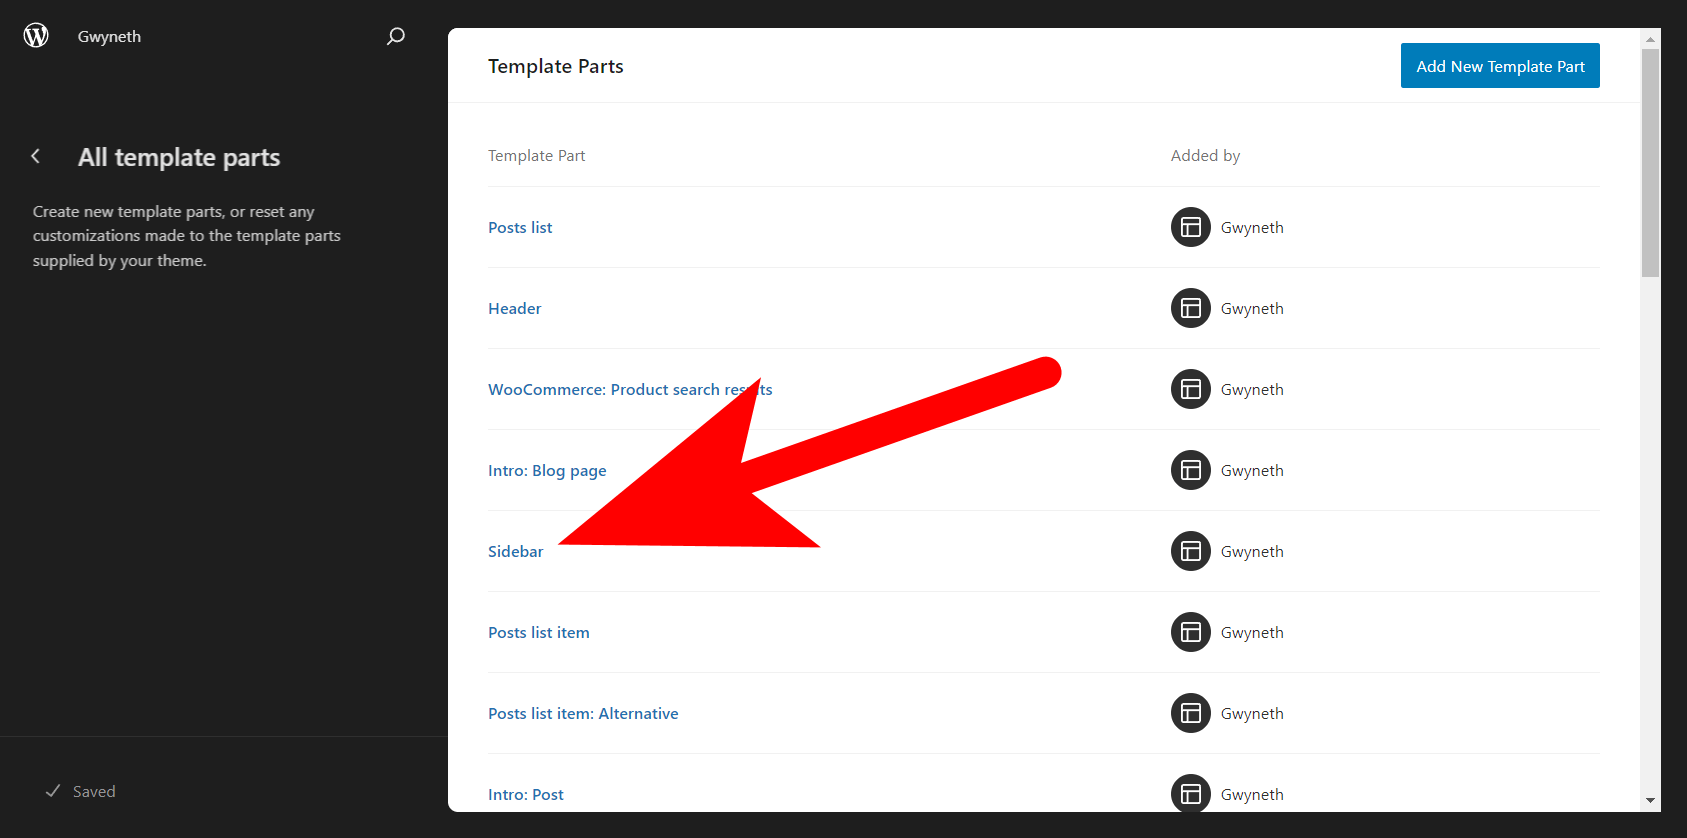 Gwyneth
All template parts
Create new template parts, or reset any
customizations made to the template parts
supplied by your theme.
Saved
Template Parts
Add New Template Part
Template Part
Added by
Posts list
Gwyneth
Header
Gwyneth
WooCommerce: Product search results
Gwyneth
Intro: Blog page
Gwyneth
Sidebar
Gwyneth
Posts list item
Gwyneth
Posts list item: Alternative
Gwyneth
Intro: Post
Gwyneth